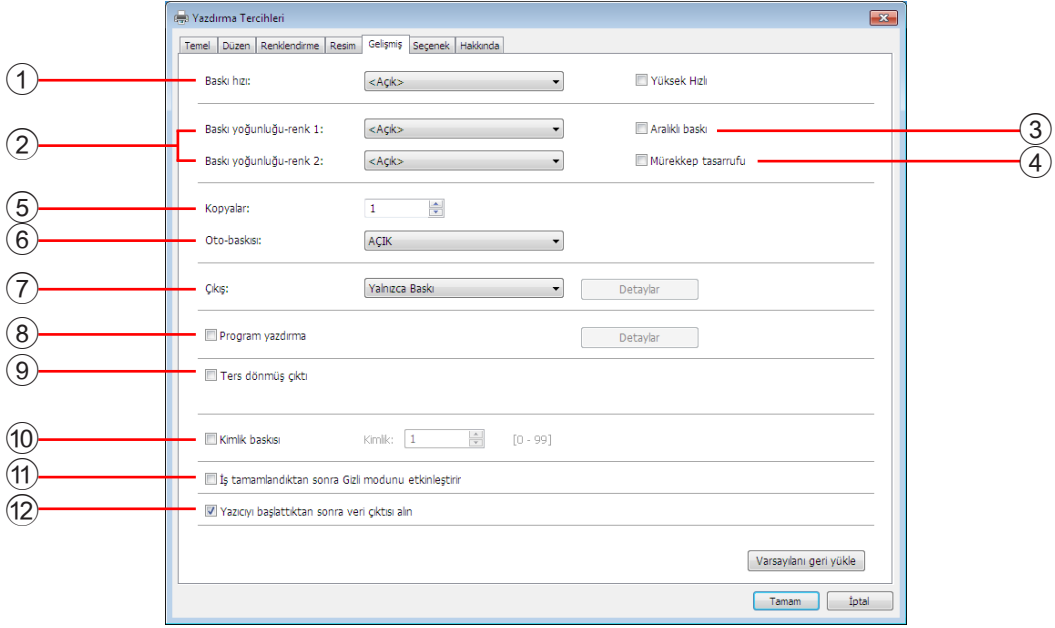 Yazdırma Tercihleri
Temel Düzen Renklendirme Resim Gelişmiş Seçenek Hakkında
1 Baskı hızı: <Açık> Yüksek Hızlı
2 Baskı yoğunluğu-renk 1: <Açık> Aralıklı baskı 3
Baskı yoğunluğu-renk 2: <Açık> Mürekkep tasarrufu 4
5 Kopyalar: 1
6 Oto-baskısı: AÇIK
7 Çıkış: Yalnızca Baskı Detaylar
8 Program yazdırma Detaylar
9 Ters dönmüş çıktı
10 Kimlik baskısı Kimlik: 1 [0 - 99]
11 İş tamamlandıktan sonra Gizli modunu etkinleştirir
12 Yazıcıyı başlattıktan sonra veri çıktısı alın
Varsayılanı geri yükle
Tamam İptal